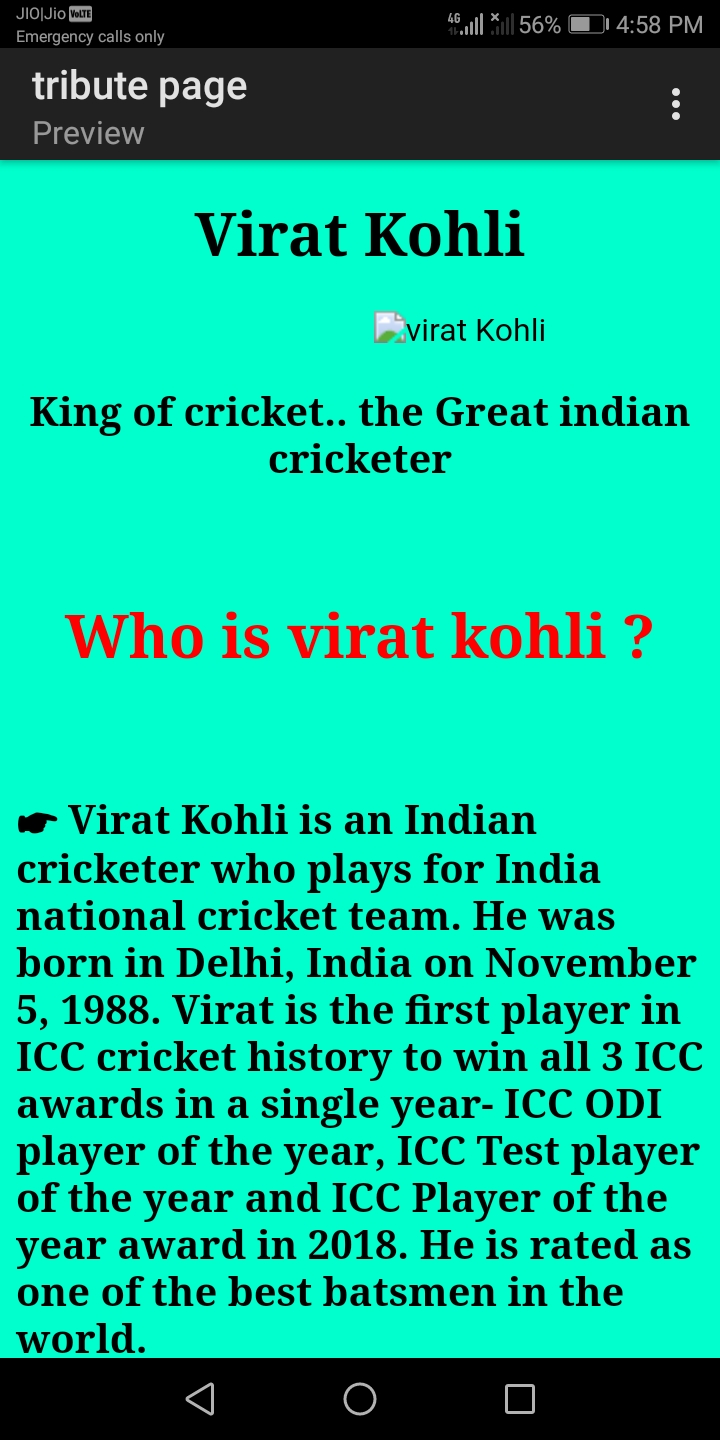 JIO|Jio VoLTE
Emergency calls only
4G 56% 4:58 PM
tribute page
Preview
Virat Kohli
virat Kohli
King of cricket.. the Great indian
cricketer
Who is virat kohli ?
☛ Virat Kohli is an Indian
cricketer who plays for India
national cricket team. He was
born in Delhi, India on November
5, 1988. Virat is the first player in
ICC cricket history to win all 3 ICC
awards in a single year- ICC ODI
player of the year, ICC Test player
of the year and ICC Player of the
year award in 2018. He is rated as
one of the best batsmen in the
world.